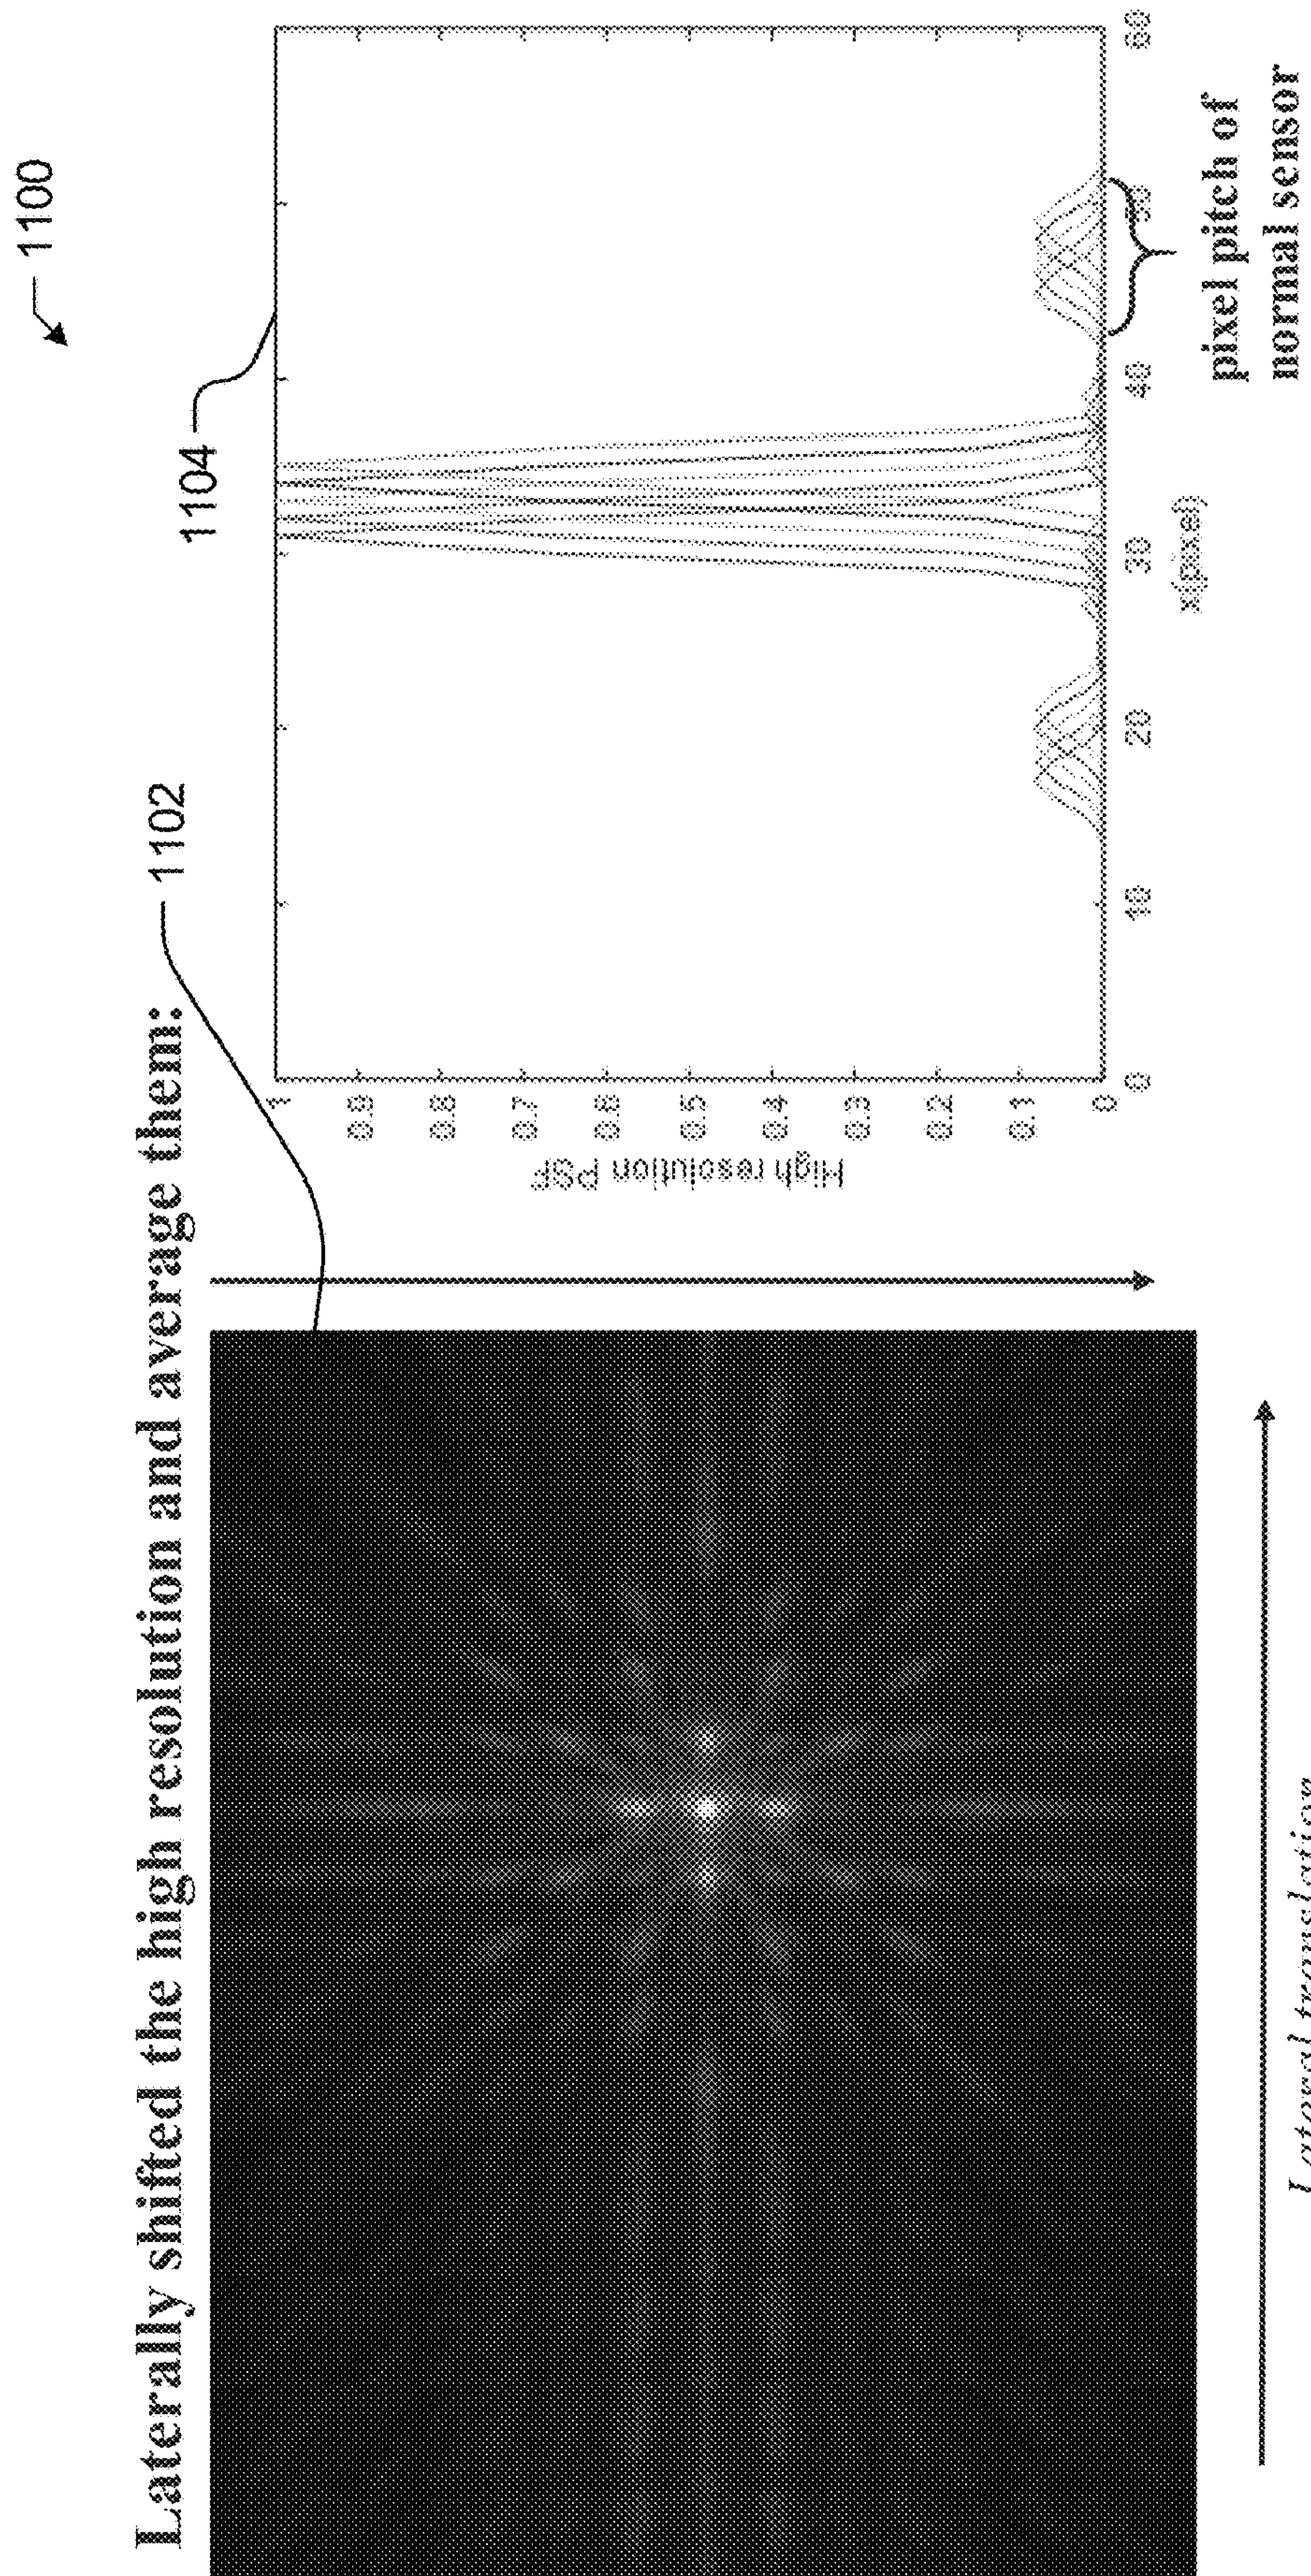 1100
Laterally shifted the high resolution and average them:
1102
1104
High resolution PSF
1
0.9
0.8
0.7
0.6
0.5
0.4
0.3
0.2
0.1
0
0 10 20 30 40 50 60
x(pixel)
pixel pitch of
normal sensor
Lateral translation